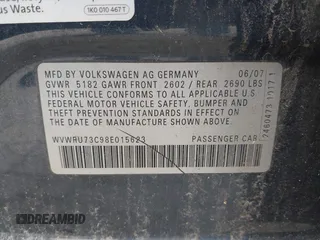 us Waste.
1K0 010 467 T
MFD. BY VOLKSWAGEN AG GERMANY 06/07
GVWR 5182 GAWR FRONT 2602 / REAR 2690 LBS
THIS VEHICLE CONFORMS TO ALL APPLICABLE U.S.
FEDERAL MOTOR VEHICLE SAFETY, BUMPER AND
THEFT PREVENTION STANDARDS IN EFFECT ON THE
DATE OF MANUFACTURE SHOWN ABOVE.
WVWRU73C98E015623 PASSENGER CAR
DREAMBID